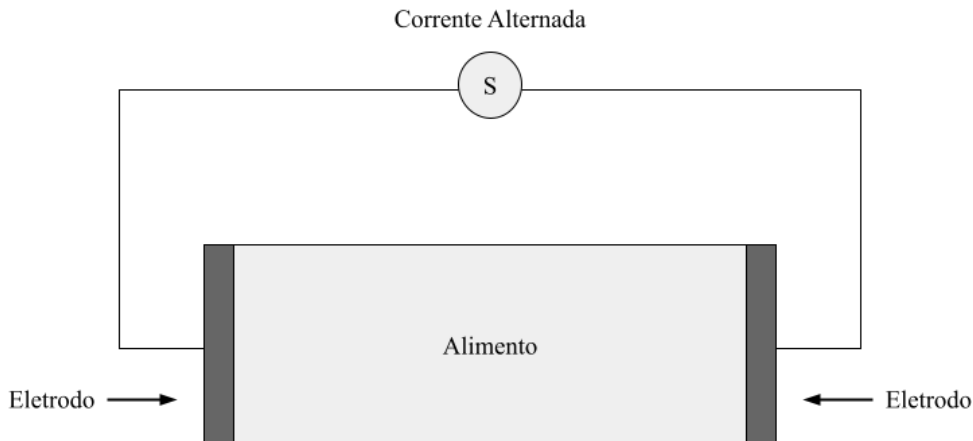 Corrente Alternada
S
Alimento
Eletrodo
Eletrodo